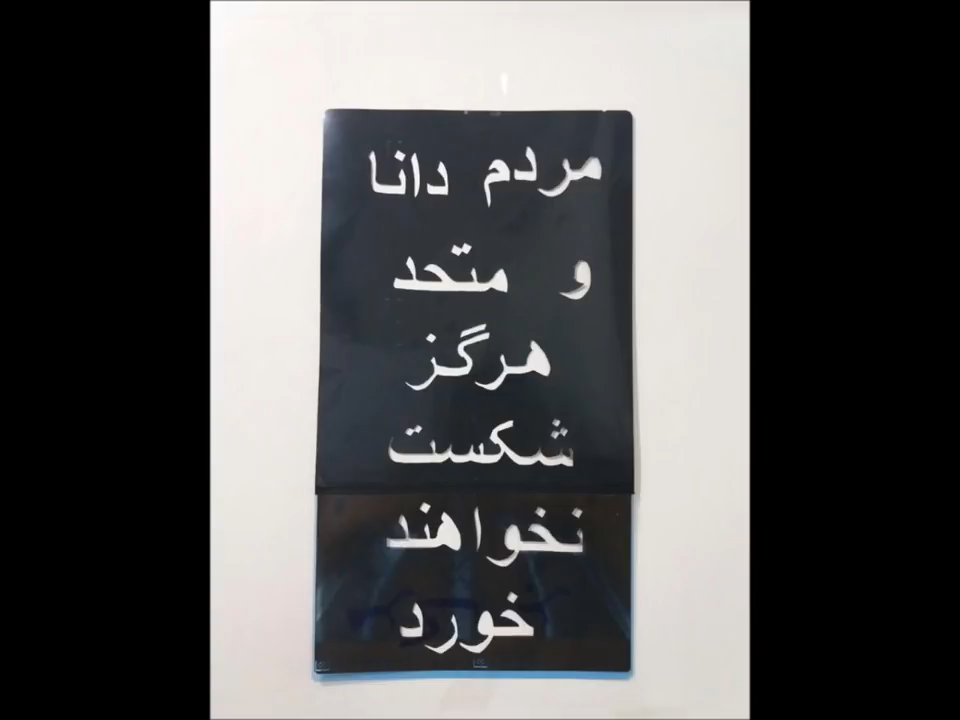 مردم دانا
و متحد
هرگز
شکست
نخواهند
خورد